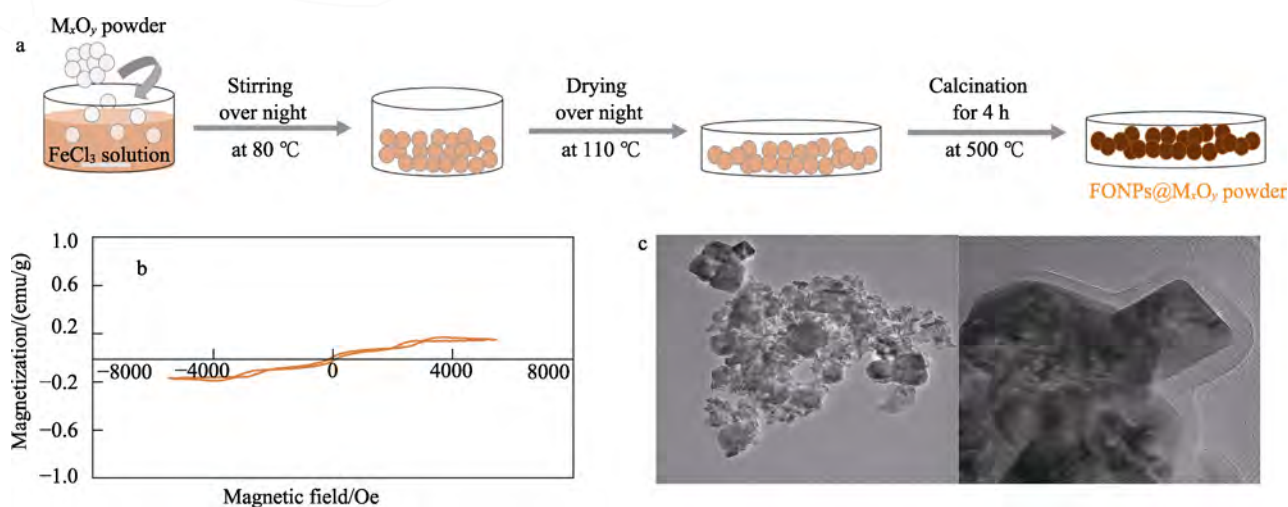 a
MₓOᵧ powder
FeCl₃ solution
Stirring
over night
at 80 ℃
Drying
over night
at 110 ℃
Calcination
for 4 h
at 500 ℃
FONPs@MₓOᵧ powder
b
Magnetization/(emu/g)
1.0
0.6
0.2
−0.2
−0.6
−1.0
−8000
−4000
0
4000
8000
Magnetic field/Oe
c